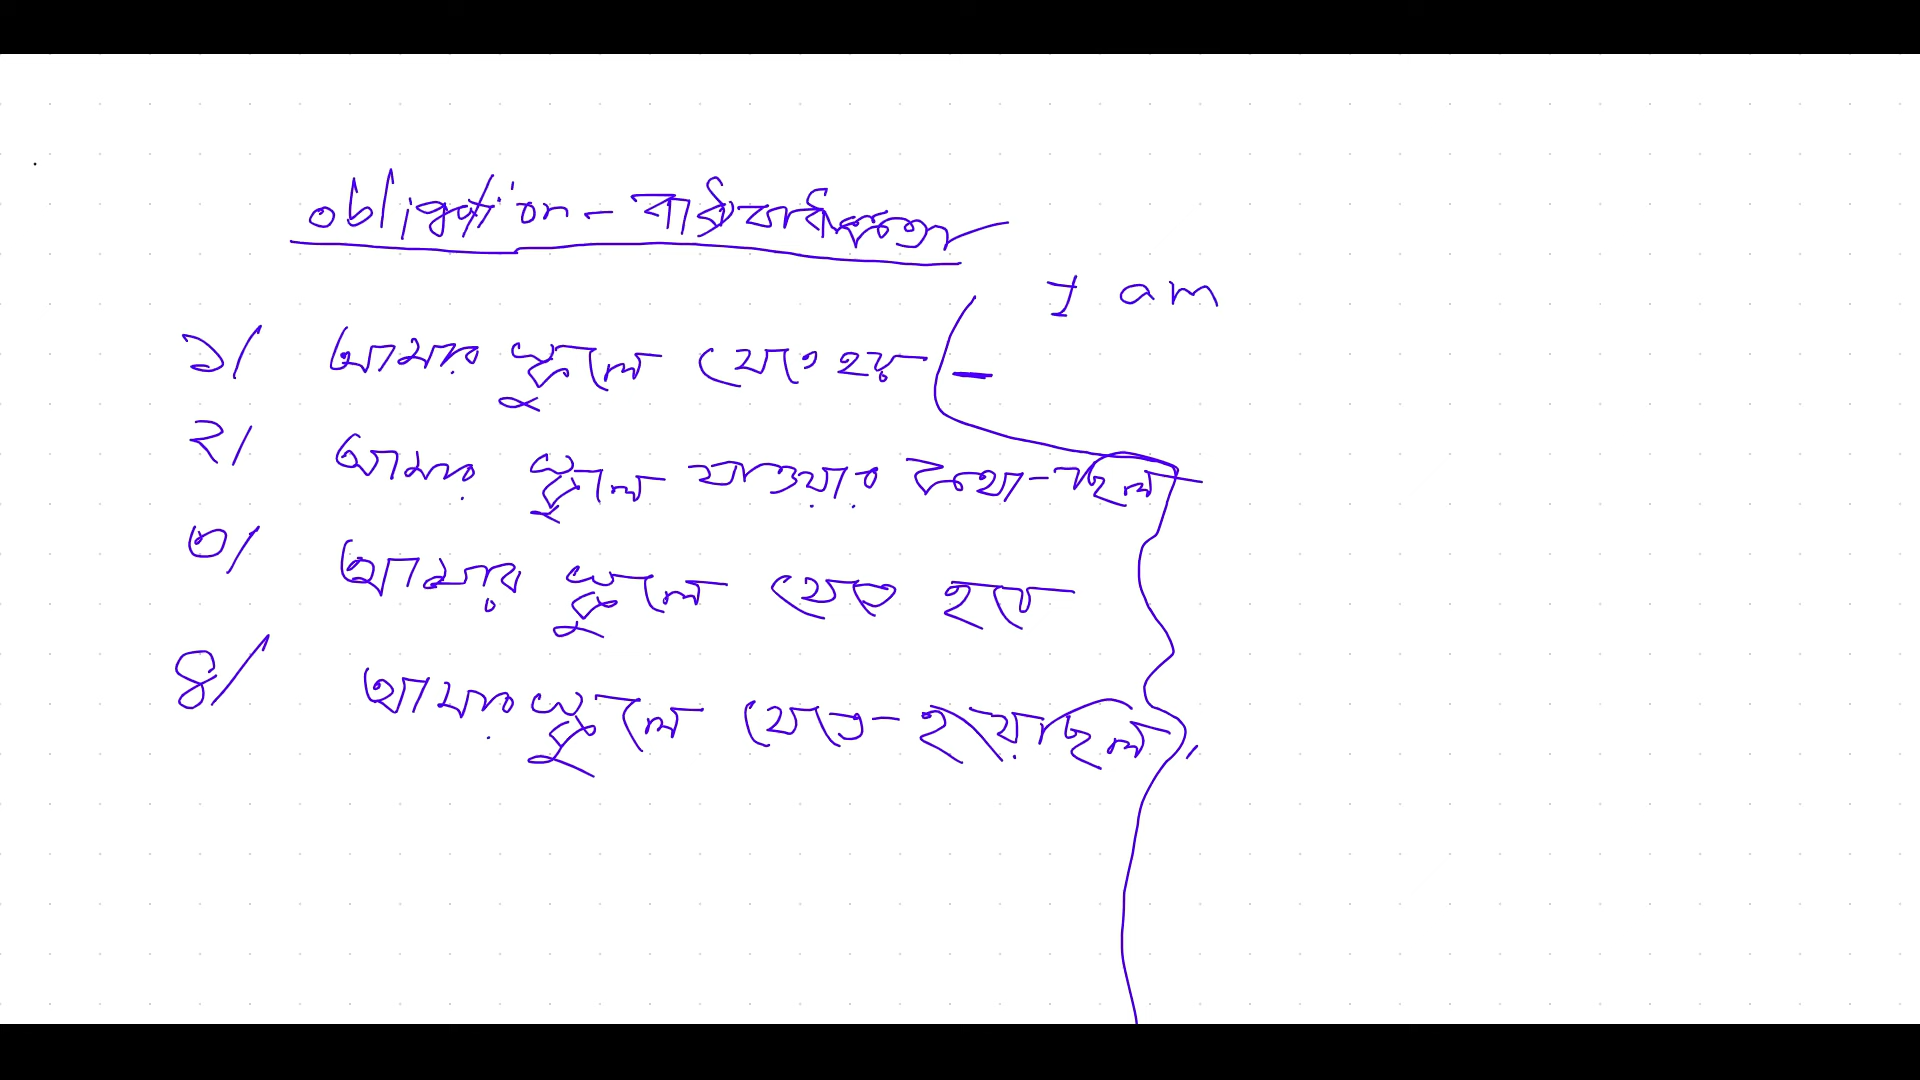 obligation - বাধ্যবাধকতা
I am
১/ আমার স্কুলে যেতে হয় -
২/ আমার স্কুলে যাওয়ার কথা ছিল
৩/ আমার স্কুলে যেতে হবে
৪/ আমার স্কুলে যেতে হয়েছিল।